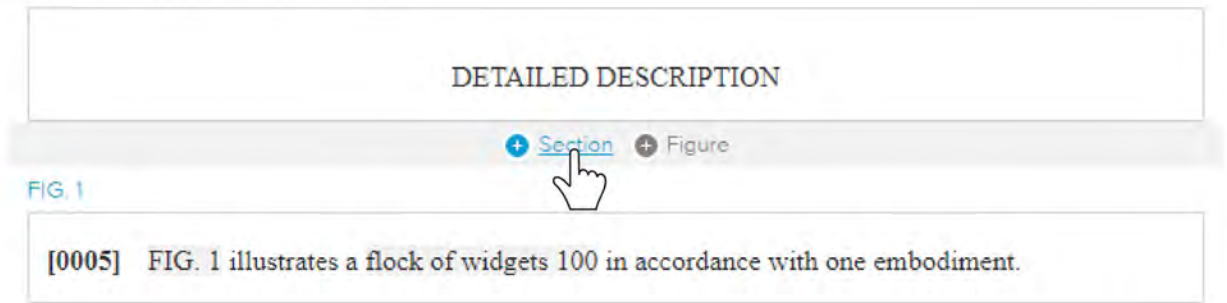 DETAILED DESCRIPTION
Section Figure
FIG. 1
[0005] FIG. 1 illustrates a flock of widgets 100 in accordance with one embodiment.